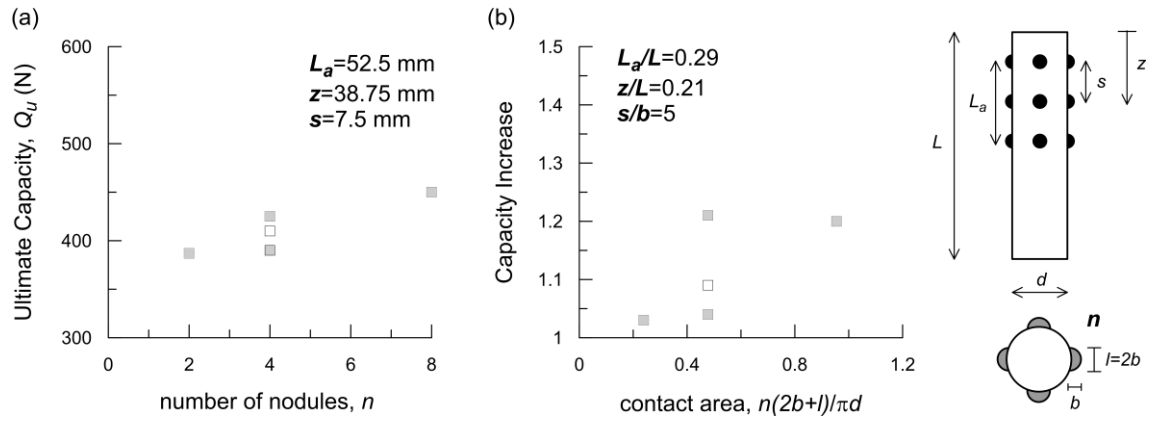 (a)
Ultimate Capacity, Qu (N)
600
500
400
300
0
2
4
6
8
number of nodules, n
La=52.5 mm
z=38.75 mm
s=7.5 mm
(b)
Capacity Increase
1.5
1.4
1.3
1.2
1.1
1
0
0.4
0.8
1.2
contact area, n(2b+l)/πd
La/L=0.29
z/L=0.21
s/b=5
z
s
La
L
d
n
l=2b
b